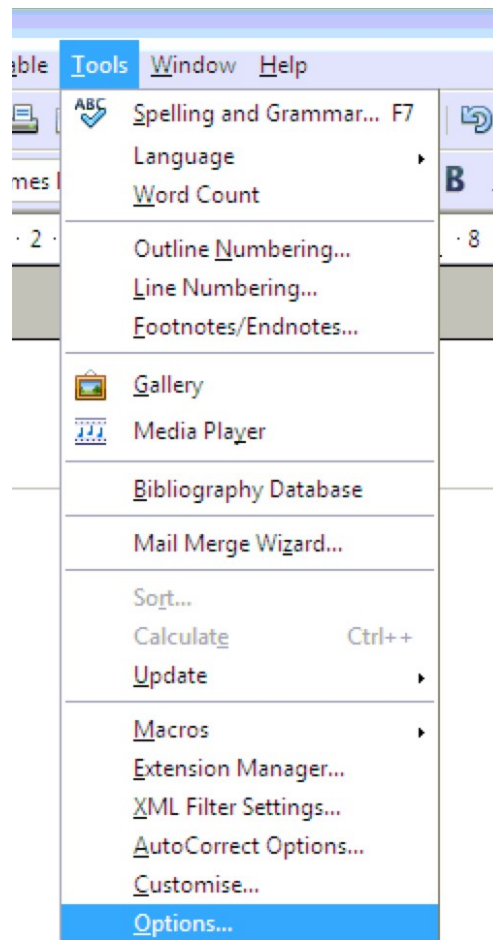 able Tools Window Help
ABC Spelling and Grammar... F7
mes
Language
B
Word Count
· 2 ·
· 8
Outline Numbering...
Line Numbering...
Footnotes/Endnotes...
Gallery
Media Player
Bibliography Database
Mail Merge Wizard...
Sort...
Calculate Ctrl++
Update
Macros
Extension Manager...
XML Filter Settings...
AutoCorrect Options...
Customise...
Options...